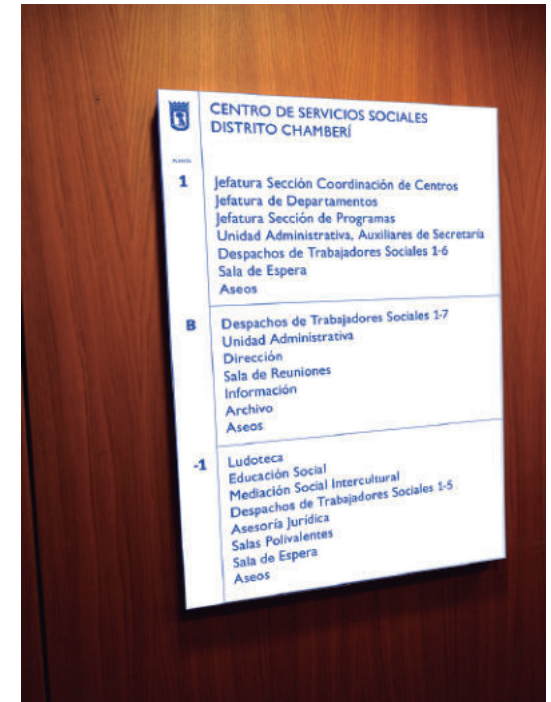 CENTRO DE SERVICIOS SOCIALES
DISTRITO CHAMBERÍ
PLANTA
1
Jefatura Sección Coordinación de Centros
Jefatura de Departamentos
Jefatura Sección de Programas
Unidad Administrativa, Auxiliares de Secretaría
Despachos de Trabajadores Sociales 1-6
Sala de Espera
Aseos
B
Despachos de Trabajadores Sociales 1-7
Unidad Administrativa
Dirección
Sala de Reuniones
Información
Archivo
Aseos
-1
Ludoteca
Educación Social
Mediación Social Intercultural
Despachos de Trabajadores Sociales 1-5
Asesoría Jurídica
Salas Polivalentes
Sala de Espera
Aseos